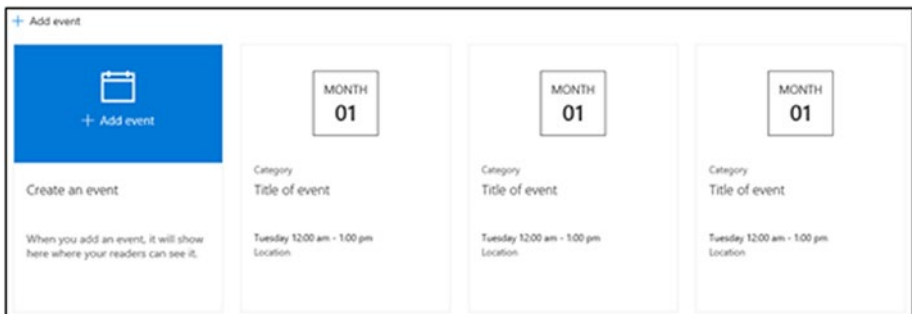 + Add event
+ Add event
Create an event
When you add an event, it will show
here where your readers can see it.
MONTH
01
Category
Title of event
Tuesday 12:00 am - 1:00 pm
Location
MONTH
01
Category
Title of event
Tuesday 12:00 am - 1:00 pm
Location
MONTH
01
Category
Title of event
Tuesday 12:00 am - 1:00 pm
Location